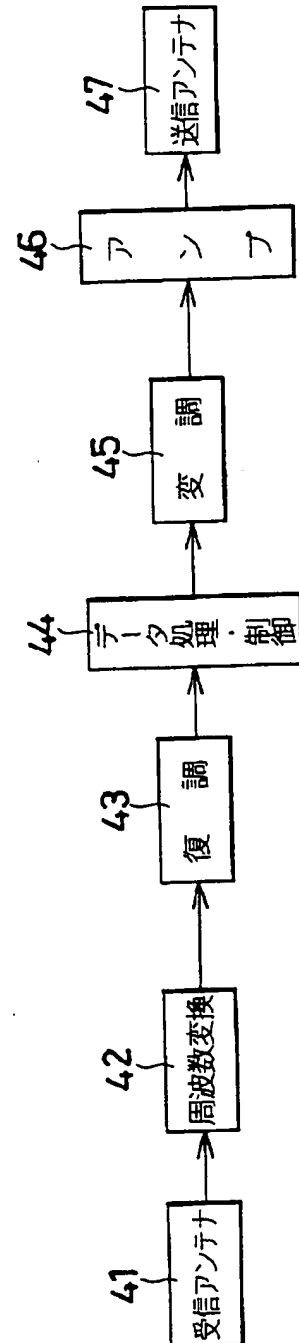 41
受信アンテナ
42
周波数変換
43
復調
44
データ処理・制御
45
変調
46
アンプ
47
送信アンテナ